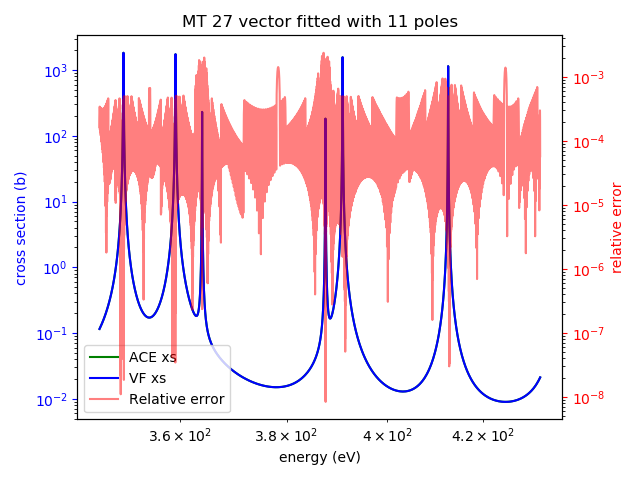 MT 27 vector fitted with 11 poles
10³
10²
10¹
10⁰
10⁻¹
10⁻²
cross section (b)
10⁻³
10⁻⁴
10⁻⁵
10⁻⁶
10⁻⁷
10⁻⁸
relative error
ACE xs
VF xs
Relative error
3.6 × 10²
3.8 × 10²
4 × 10²
4.2 × 10²
energy (eV)